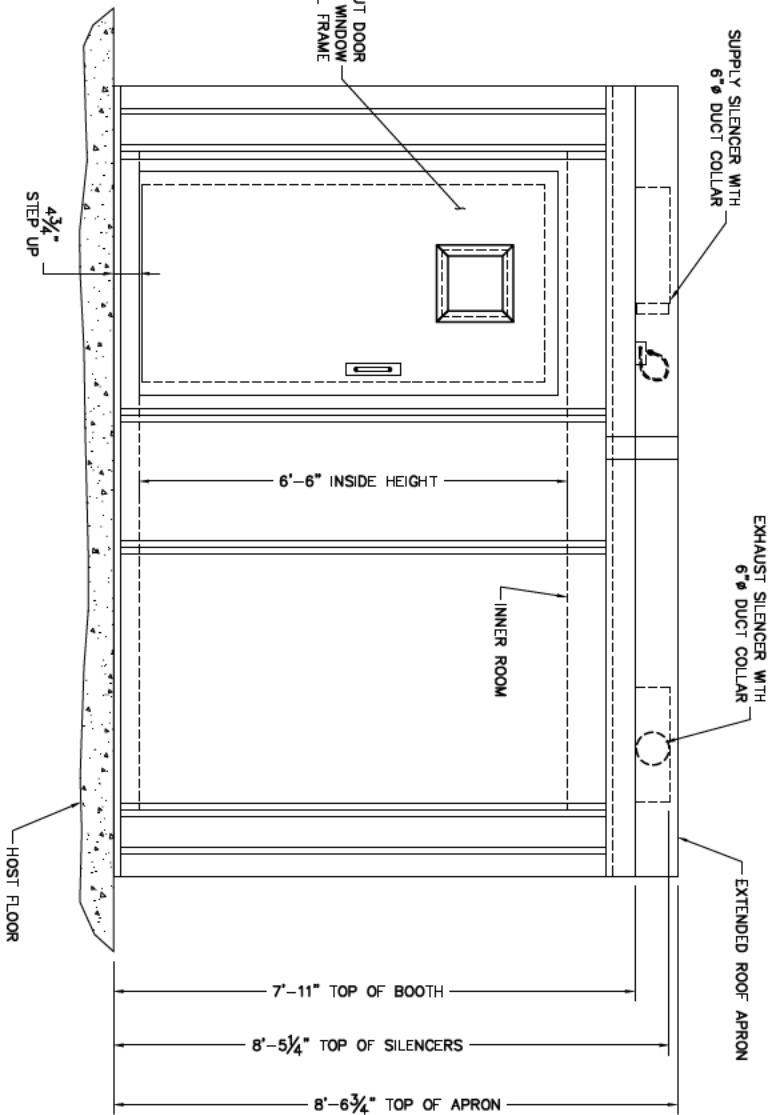 SUPPLY SILENCER WITH
6"ø DUCT COLLAR
EXHAUST SILENCER WITH
6"ø DUCT COLLAR
EXTENDED ROOF APRON
UT DOOR
WINDOW
FRAME
4¾"
STEP UP
6'-6" INSIDE HEIGHT
INNER ROOM
HOST FLOOR
7'-11" TOP OF BOOTH
8'-5¼" TOP OF SILENCERS
8'-6¾" TOP OF APRON